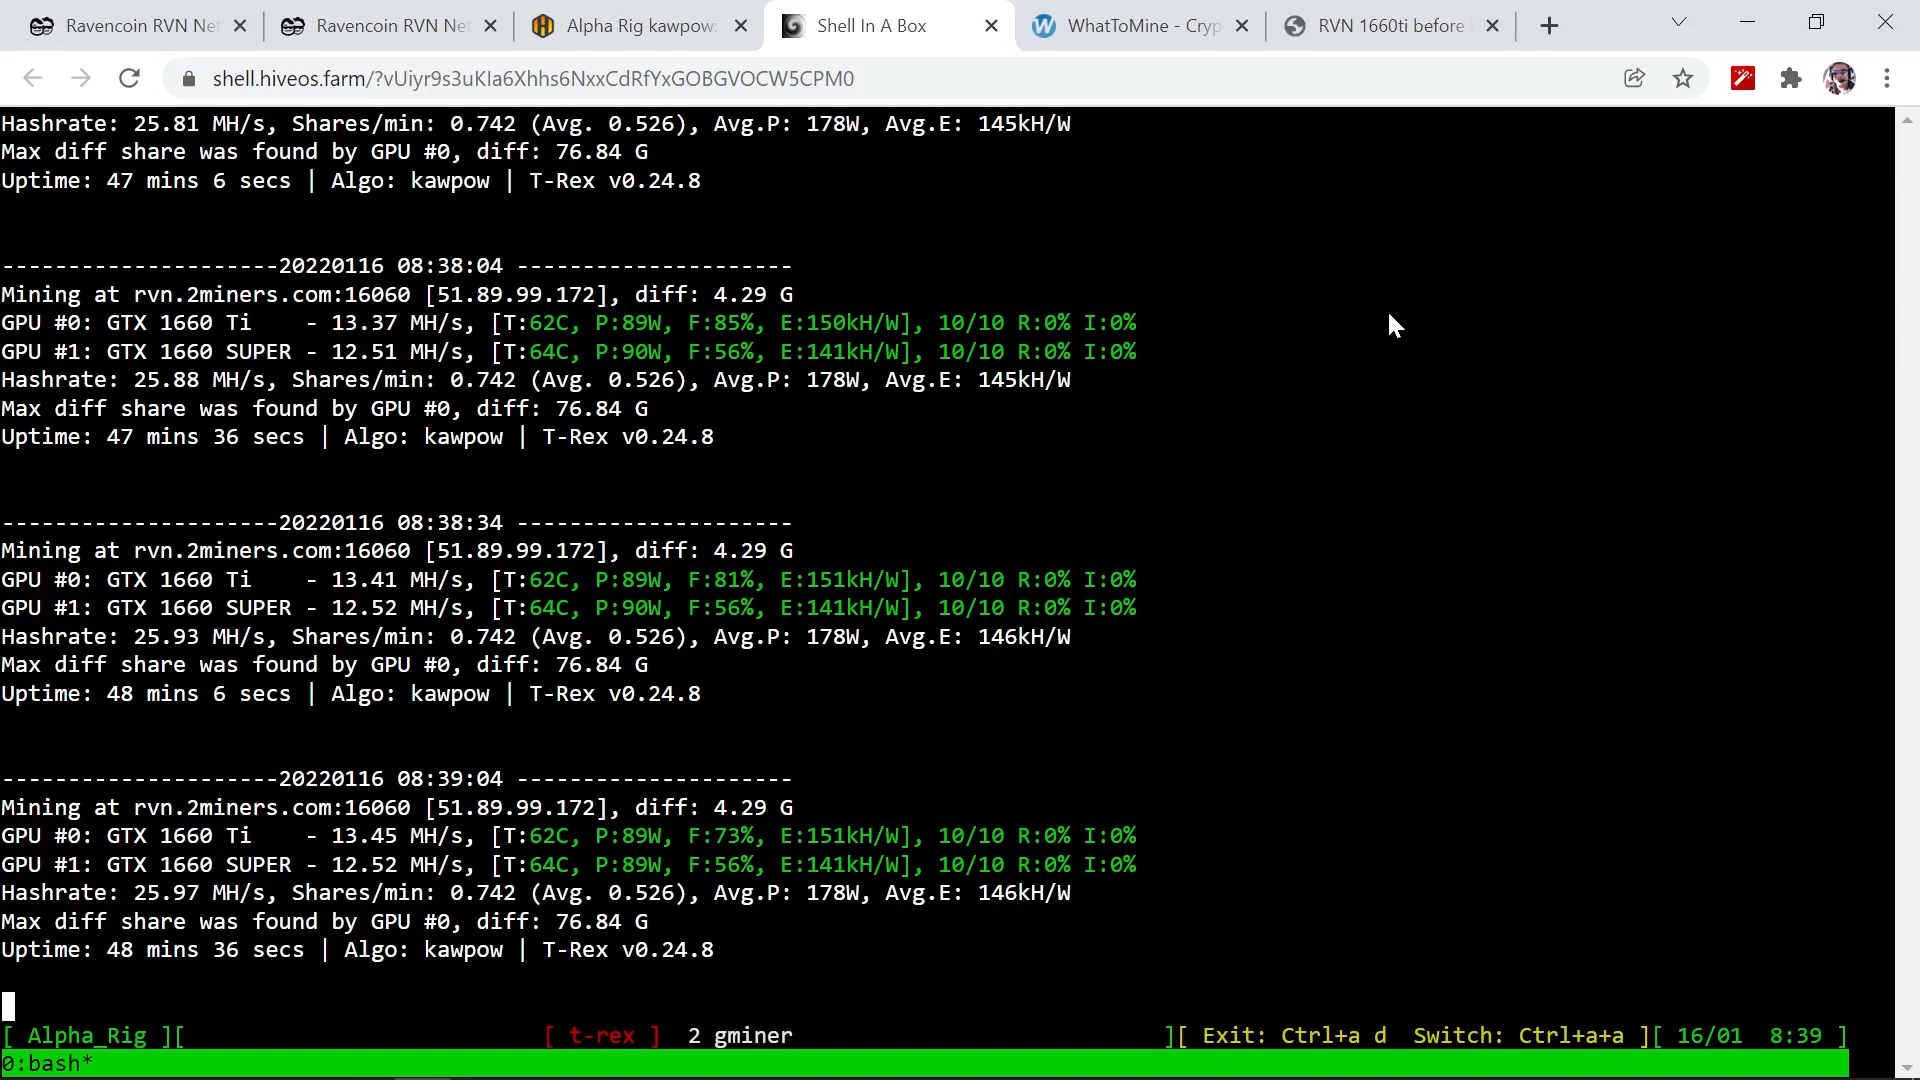 Ravencoin RVN Net
Ravencoin RVN Net
Alpha Rig kawpow:
Shell In A Box
WhatToMine - Cryp
RVN 1660ti before
shell.hiveos.farm/?vUiyr9s3uKIa6Xhhs6NxxCdRfYxGOBGVOCW5CPM0
Hashrate: 25.81 MH/s, Shares/min: 0.742 (Avg. 0.526), Avg.P: 178W, Avg.E: 145kH/W
Max diff share was found by GPU #0, diff: 76.84 G
Uptime: 47 mins 6 secs | Algo: kawpow | T-Rex v0.24.8
---------------------20220116 08:38:04 ---------------------
Mining at rvn.2miners.com:16060 [51.89.99.172], diff: 4.29 G
GPU #0: GTX 1660 Ti    - 13.37 MH/s, [T:62C, P:89W, F:85%, E:150kH/W], 10/10 R:0% I:0%
GPU #1: GTX 1660 SUPER - 12.51 MH/s, [T:64C, P:90W, F:56%, E:141kH/W], 10/10 R:0% I:0%
Hashrate: 25.88 MH/s, Shares/min: 0.742 (Avg. 0.526), Avg.P: 178W, Avg.E: 145kH/W
Max diff share was found by GPU #0, diff: 76.84 G
Uptime: 47 mins 36 secs | Algo: kawpow | T-Rex v0.24.8
---------------------20220116 08:38:34 ---------------------
Mining at rvn.2miners.com:16060 [51.89.99.172], diff: 4.29 G
GPU #0: GTX 1660 Ti    - 13.41 MH/s, [T:62C, P:89W, F:81%, E:151kH/W], 10/10 R:0% I:0%
GPU #1: GTX 1660 SUPER - 12.52 MH/s, [T:64C, P:90W, F:56%, E:141kH/W], 10/10 R:0% I:0%
Hashrate: 25.93 MH/s, Shares/min: 0.742 (Avg. 0.526), Avg.P: 178W, Avg.E: 146kH/W
Max diff share was found by GPU #0, diff: 76.84 G
Uptime: 48 mins 6 secs | Algo: kawpow | T-Rex v0.24.8
---------------------20220116 08:39:04 ---------------------
Mining at rvn.2miners.com:16060 [51.89.99.172], diff: 4.29 G
GPU #0: GTX 1660 Ti    - 13.45 MH/s, [T:62C, P:89W, F:73%, E:151kH/W], 10/10 R:0% I:0%
GPU #1: GTX 1660 SUPER - 12.52 MH/s, [T:64C, P:89W, F:56%, E:141kH/W], 10/10 R:0% I:0%
Hashrate: 25.97 MH/s, Shares/min: 0.742 (Avg. 0.526), Avg.P: 178W, Avg.E: 146kH/W
Max diff share was found by GPU #0, diff: 76.84 G
Uptime: 48 mins 36 secs | Algo: kawpow | T-Rex v0.24.8
[ Alpha_Rig ][ [ t-rex ] 2 gminer ][ Exit: Ctrl+a d  Switch: Ctrl+a+a ][ 16/01  8:39 ]
0:bash*